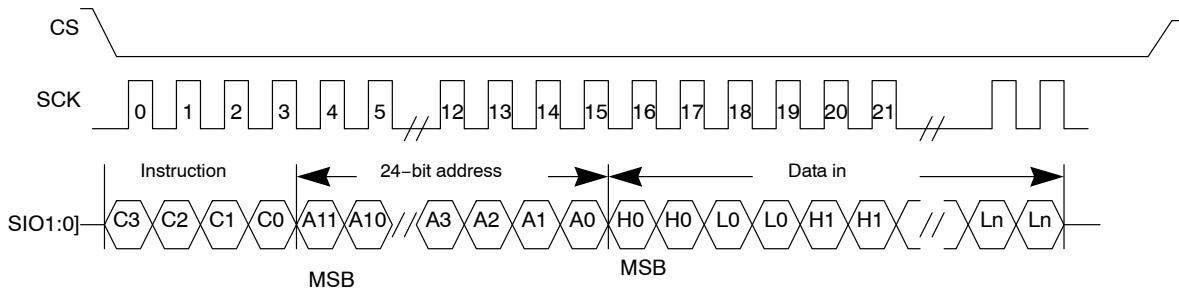 CS
SCK
0 1 2 3 4 5 12 13 14 15 16 17 18 19 20 21
Instruction 24−bit address Data in
SIO1:0] C3 C2 C1 C0 A11 A10 A3 A2 A1 A0 H0 H0 L0 L0 H1 H1 Ln Ln
MSB MSB